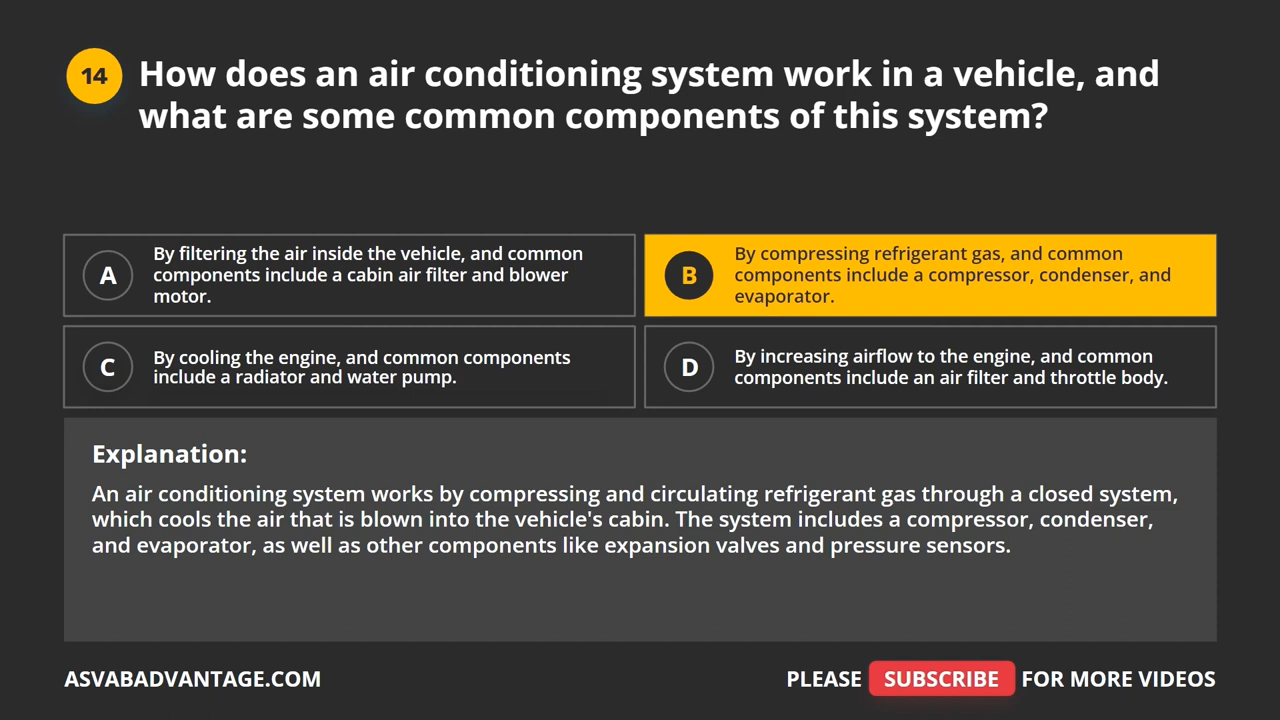 14
How does an air conditioning system work in a vehicle, and
what are some common components of this system?
A
By filtering the air inside the vehicle, and common
components include a cabin air filter and blower
motor.
B
By compressing refrigerant gas, and common
components include a compressor, condenser, and
evaporator.
C
By cooling the engine, and common components
include a radiator and water pump.
D
By increasing airflow to the engine, and common
components include an air filter and throttle body.
Explanation:
An air conditioning system works by compressing and circulating refrigerant gas through a closed system,
which cools the air that is blown into the vehicle's cabin. The system includes a compressor, condenser,
and evaporator, as well as other components like expansion valves and pressure sensors.
ASVABADVANTAGE.COM
PLEASE SUBSCRIBE FOR MORE VIDEOS